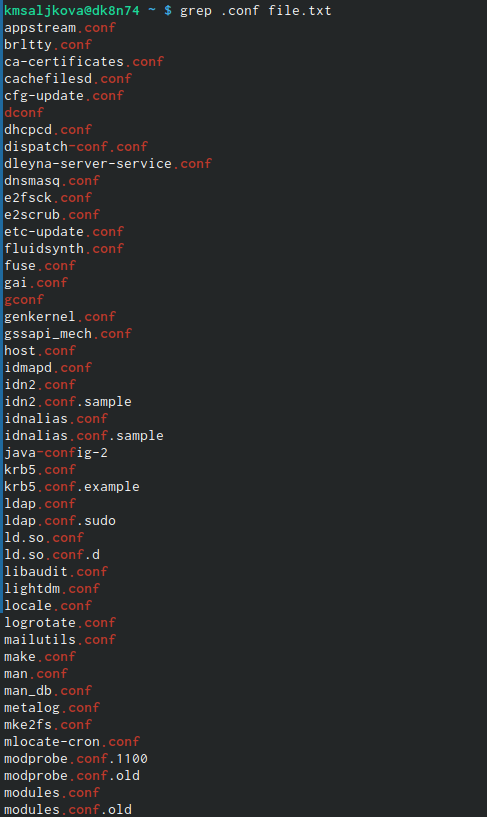 kmsaljkova@dk8n74 ~ $ grep .conf file.txt
appstream.conf
brltty.conf
ca-certificates.conf
cachefilesd.conf
cfg-update.conf
dconf
dhcpcd.conf
dispatch-conf.conf
dleyna-server-service.conf
dnsmasq.conf
e2fsck.conf
e2scrub.conf
etc-update.conf
fluidsynth.conf
fuse.conf
gai.conf
gconf
genkernel.conf
gssapi_mech.conf
host.conf
idmapd.conf
idn2.conf
idn2.conf.sample
idnalias.conf
idnalias.conf.sample
java-config-2
krb5.conf
krb5.conf.example
ldap.conf
ldap.conf.sudo
ld.so.conf
ld.so.conf.d
libaudit.conf
lightdm.conf
locale.conf
logrotate.conf
mailutils.conf
make.conf
man.conf
man_db.conf
metalog.conf
mke2fs.conf
mlocate-cron.conf
modprobe.conf.1100
modprobe.conf.old
modules.conf
modules.conf.old